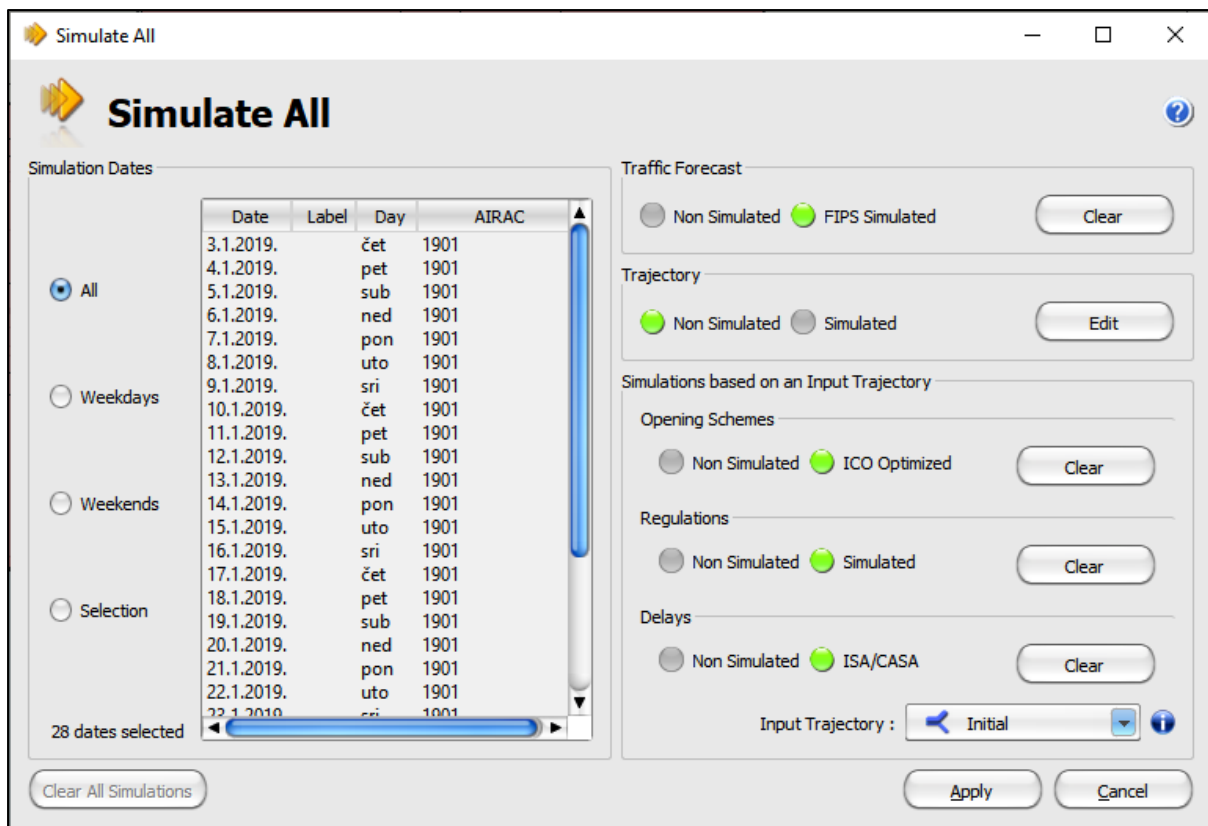 Simulate All
Simulate All
Simulation Dates
Date Label Day AIRAC
3.1.2019. čet 1901
4.1.2019. pet 1901
5.1.2019. sub 1901
6.1.2019. ned 1901
7.1.2019. pon 1901
8.1.2019. uto 1901
9.1.2019. sri 1901
10.1.2019. čet 1901
11.1.2019. pet 1901
12.1.2019. sub 1901
13.1.2019. ned 1901
14.1.2019. pon 1901
15.1.2019. uto 1901
16.1.2019. sri 1901
17.1.2019. čet 1901
18.1.2019. pet 1901
19.1.2019. sub 1901
20.1.2019. ned 1901
21.1.2019. pon 1901
22.1.2019. uto 1901
23.1.2019. sri 1901
All
Weekdays
Weekends
Selection
28 dates selected
Traffic Forecast
Non Simulated FIPS Simulated Clear
Trajectory
Non Simulated Simulated Edit
Simulations based on an Input Trajectory
Opening Schemes
Non Simulated ICO Optimized Clear
Regulations
Non Simulated Simulated Clear
Delays
Non Simulated ISA/CASA Clear
Input Trajectory : Initial
Clear All Simulations
Apply Cancel